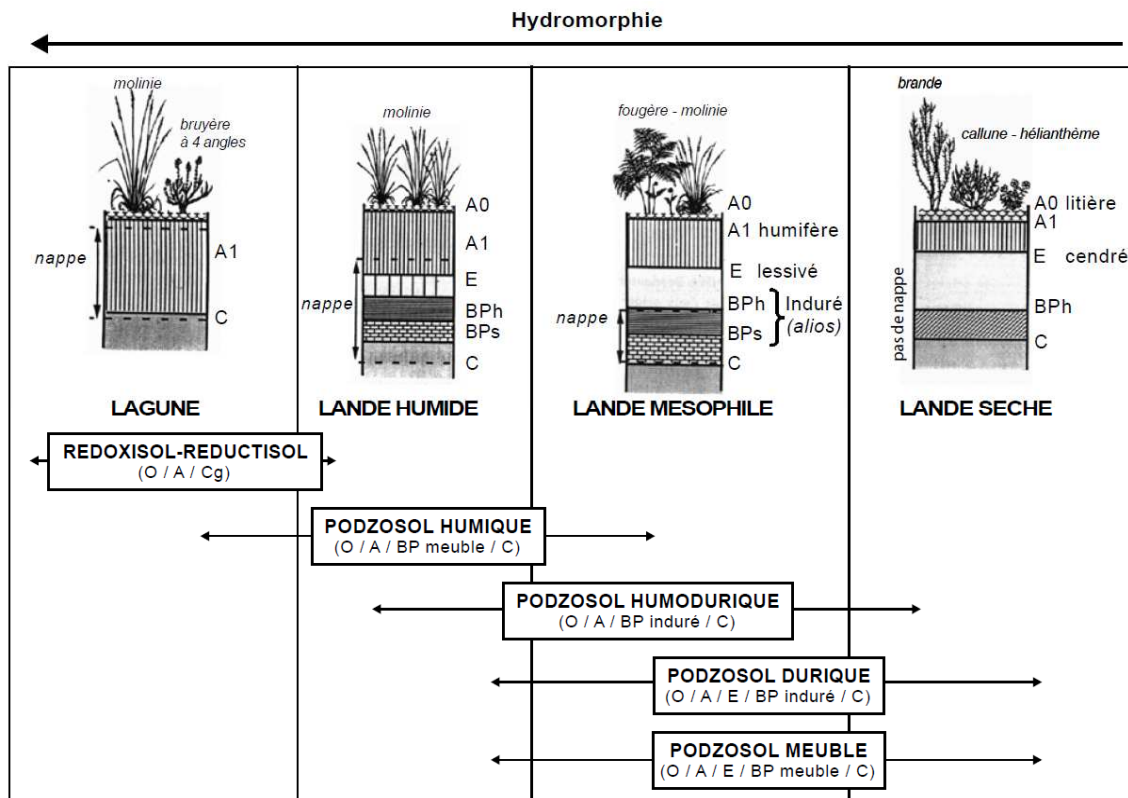 Hydromorphie
molinie
bruyère
à 4 angles
nappe
A1
C
LAGUNE
molinie
A0
A1
E
nappe
BPh
BPs
C
LANDE HUMIDE
fougère - molinie
A0
A1 humifère
E lessivé
BPh
Induré
(alios)
nappe
BPs
C
LANDE MESOPHILE
brande
callune - hélianthème
A0 litière
A1
E cendré
pas de nappe
BPh
C
LANDE SECHE
REDOXISOL-REDUCTISOL
(O / A / Cg)
PODZOSOL HUMIQUE
(O / A / BP meuble / C)
PODZOSOL HUMODURIQUE
(O / A / BP induré / C)
PODZOSOL DURIQUE
(O / A / E / BP induré / C)
PODZOSOL MEUBLE
(O / A / E / BP meuble / C)